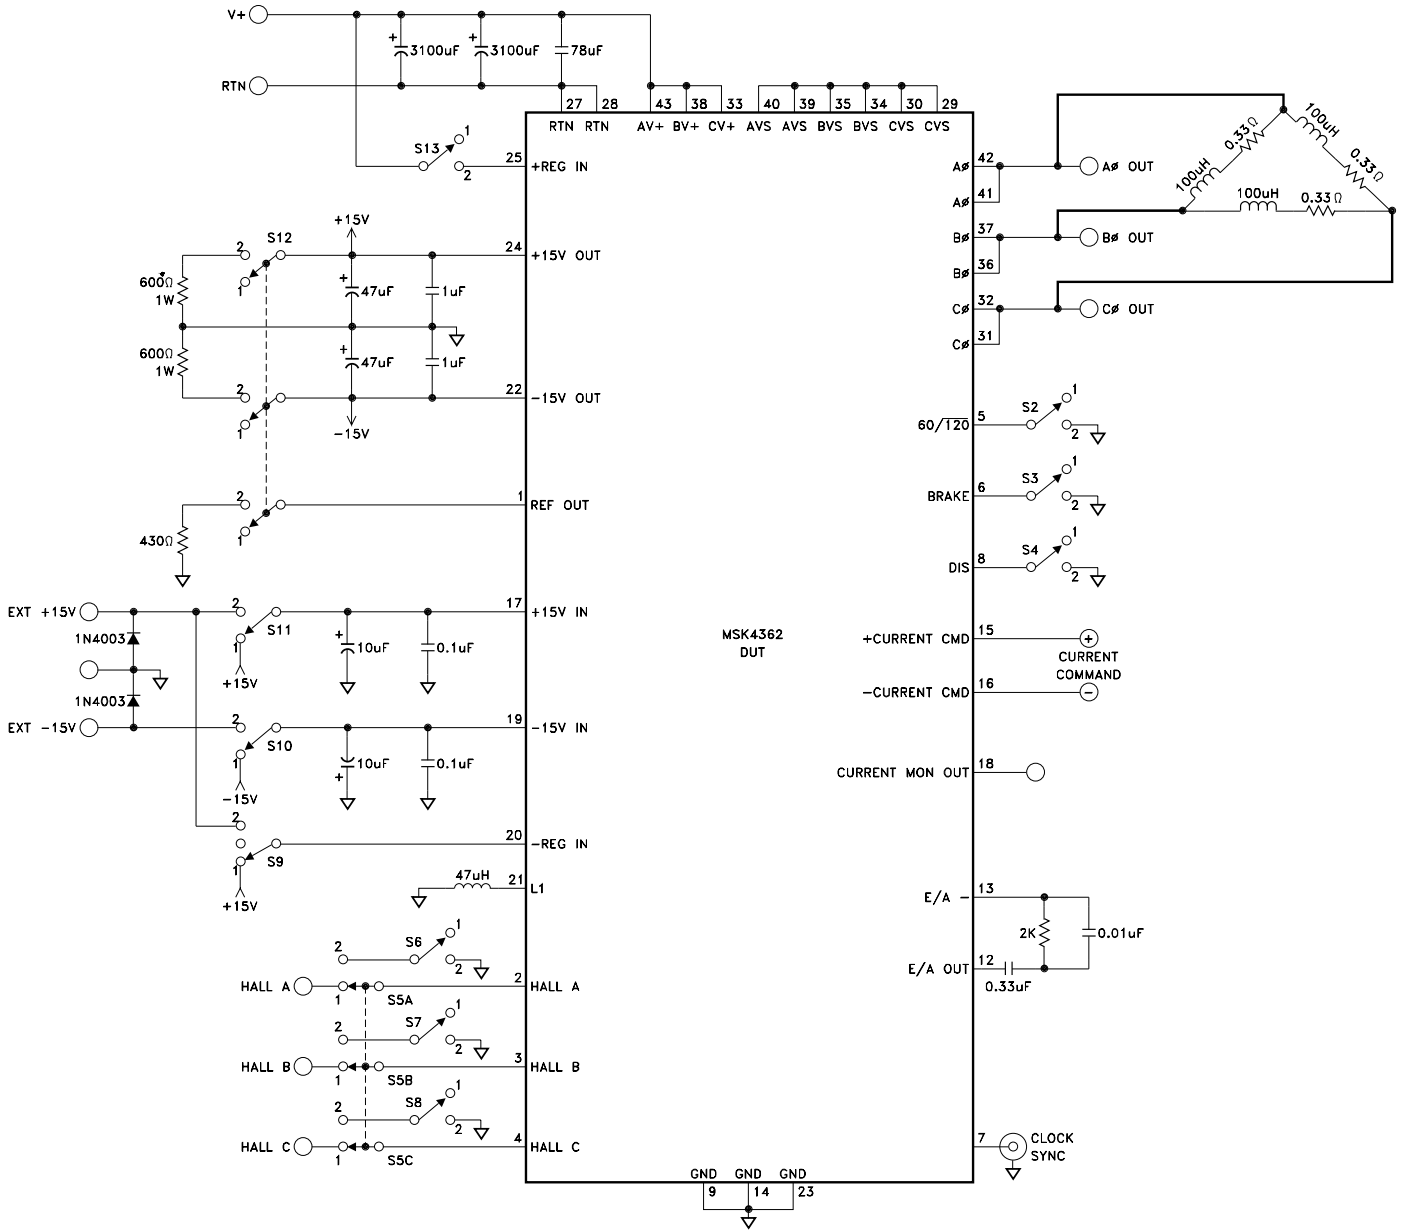 V+
+ 3100uF
+ 3100uF
78uF
RTN
27 28 43 38 33 40 39 35 34 30 29
RTN RTN AV+ BV+ CV+ AVS AVS BVS BVS CVS CVS
S13 1
2
25 +REG IN
+15V
2 S12
1
24 +15V OUT
600Ω
1W
+ 47uF
1uF
600Ω
1W
+ 47uF
1uF
2
1
22 -15V OUT
-15V
2
1
1 REF OUT
430Ω
EXT +15V
2
S11
1
+15V
17 +15V IN
1N4003
+ 10uF
0.1uF
1N4003
EXT -15V
2
S10
1
-15V
19 -15V IN
10uF
+
0.1uF
2
S9
1
+15V
20 -REG IN
47uH
21 L1
2 S6 1
2
HALL A 1 S5A
2 HALL A
2 S7 1
2
HALL B 1 S5B
3 HALL B
2 S8 1
2
HALL C 1 S5C
4 HALL C
MSK4362
DUT
GND GND GND
9 14 23
AØ 42
AØ 41
AØ OUT
BØ 37
BØ 36
BØ OUT
CØ 32
CØ 31
CØ OUT
100uH 0.33Ω
100uH 0.33Ω
100uH 0.33Ω
60/120 5 S2 1
2
BRAKE 6 S3 1
2
DIS 8 S4 1
2
+CURRENT CMD 15 +
CURRENT
COMMAND
-CURRENT CMD 16 -
CURRENT MON OUT 18
E/A - 13
2K
0.01uF
E/A OUT 12
0.33uF
7 CLOCK
SYNC